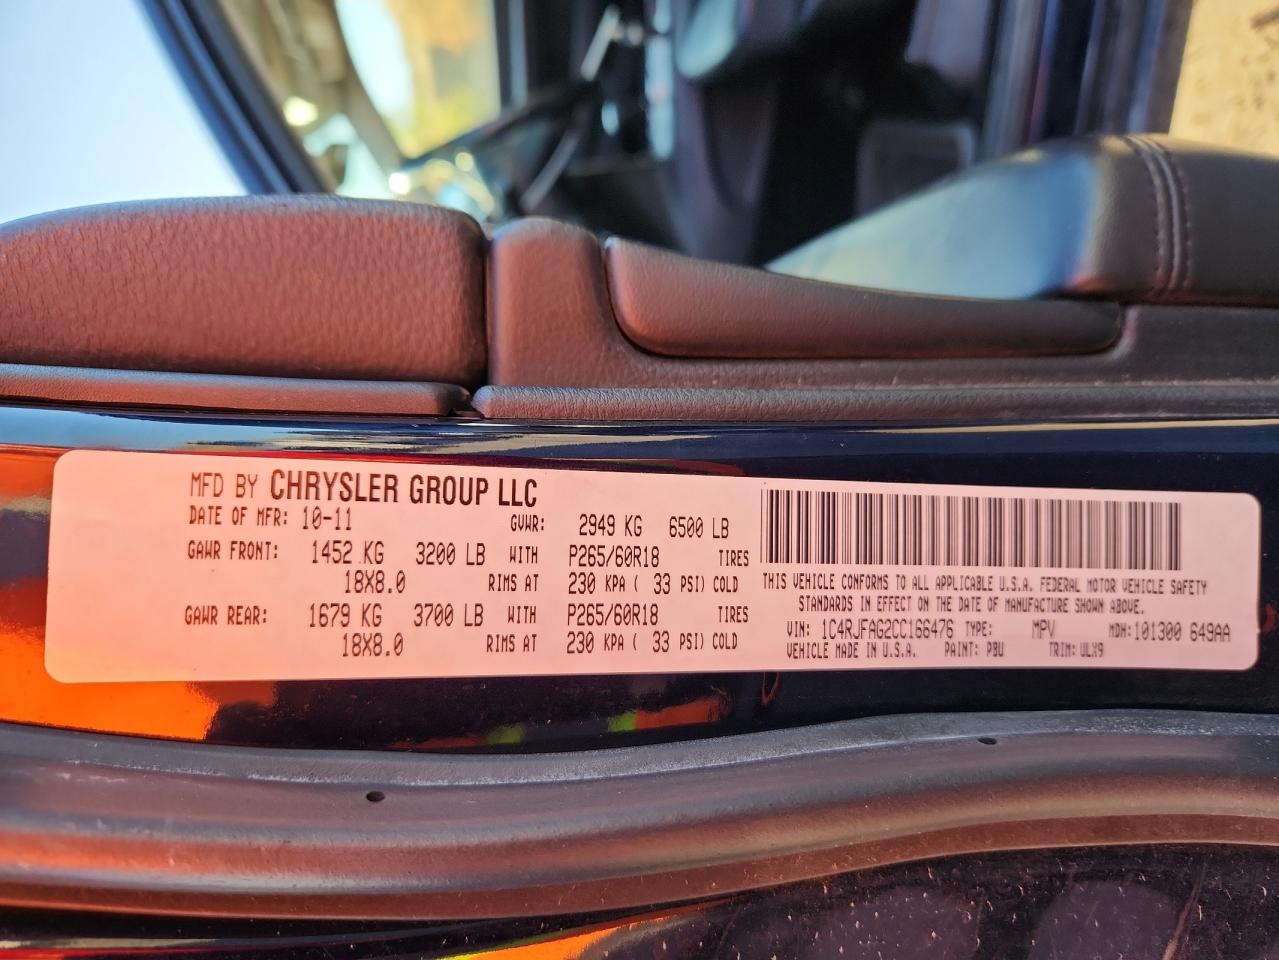 MFD BY CHRYSLER GROUP LLC
DATE OF MFR: 10-11 GVWR: 2949 KG 6500 LB
GAWR FRONT: 1452 KG 3200 LB WITH P265/60R18 TIRES
18X8.0 RIMS AT 230 KPA ( 33 PSI) COLD
GAWR REAR: 1679 KG 3700 LB WITH P265/60R18 TIRES
18X8.0 RIMS AT 230 KPA ( 33 PSI) COLD
THIS VEHICLE CONFORMS TO ALL APPLICABLE U.S.A. FEDERAL MOTOR VEHICLE SAFETY
STANDARDS IN EFFECT ON THE DATE OF MANUFACTURE SHOWN ABOVE.
VIN: 1C4RJFAG2CC166476 TYPE: MPV MDH: 101300 649AA
VEHICLE MADE IN U.S.A. PAINT: PBU TRIM: ULX9